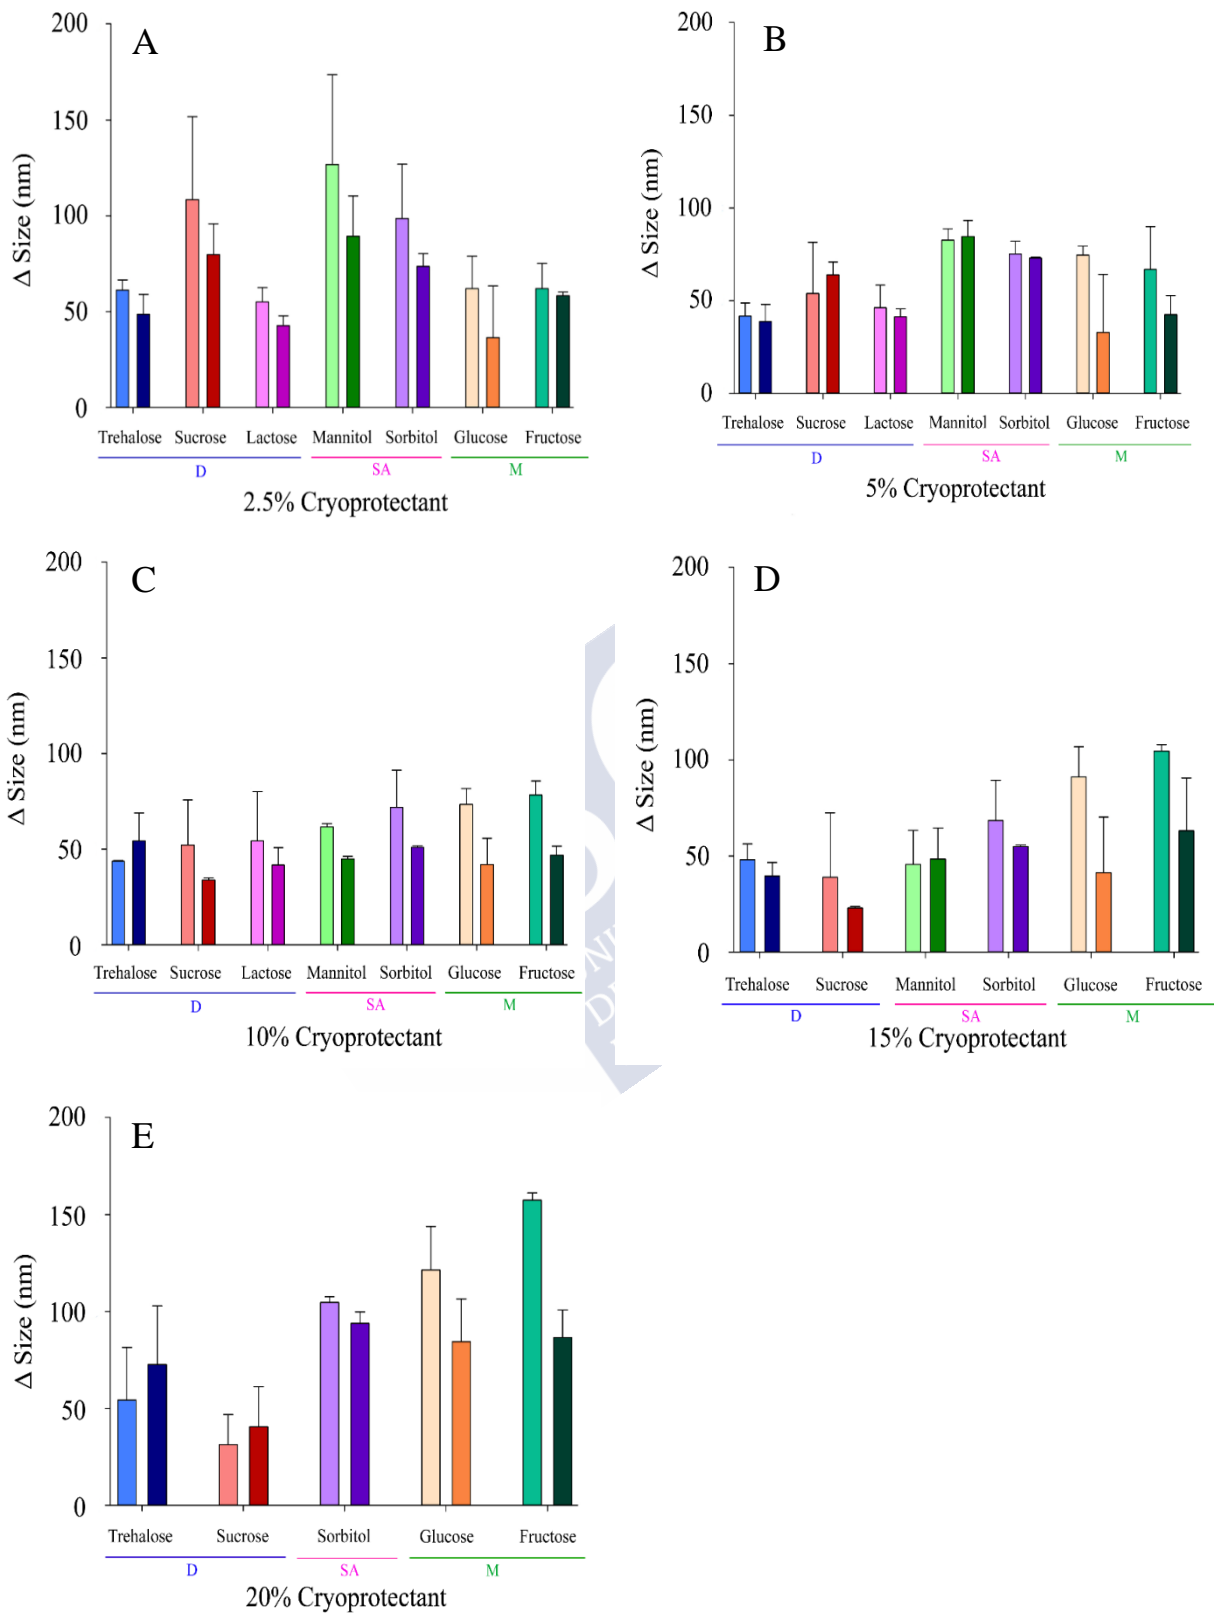 A
200
150
100
50
0
Δ Size (nm)
Trehalose Sucrose Lactose Mannitol Sorbitol Glucose Fructose
D SA M
2.5% Cryoprotectant
B
200
150
100
50
0
Δ Size (nm)
Trehalose Sucrose Lactose Mannitol Sorbitol Glucose Fructose
D SA M
5% Cryoprotectant
C
200
150
100
50
0
Δ Size (nm)
Trehalose Sucrose Lactose Mannitol Sorbitol Glucose Fructose
D SA M
10% Cryoprotectant
D
200
150
100
50
0
Δ Size (nm)
Trehalose Sucrose Mannitol Sorbitol Glucose Fructose
D SA M
15% Cryoprotectant
E
200
150
100
50
0
Δ Size (nm)
Trehalose Sucrose Sorbitol Glucose Fructose
D SA M
20% Cryoprotectant